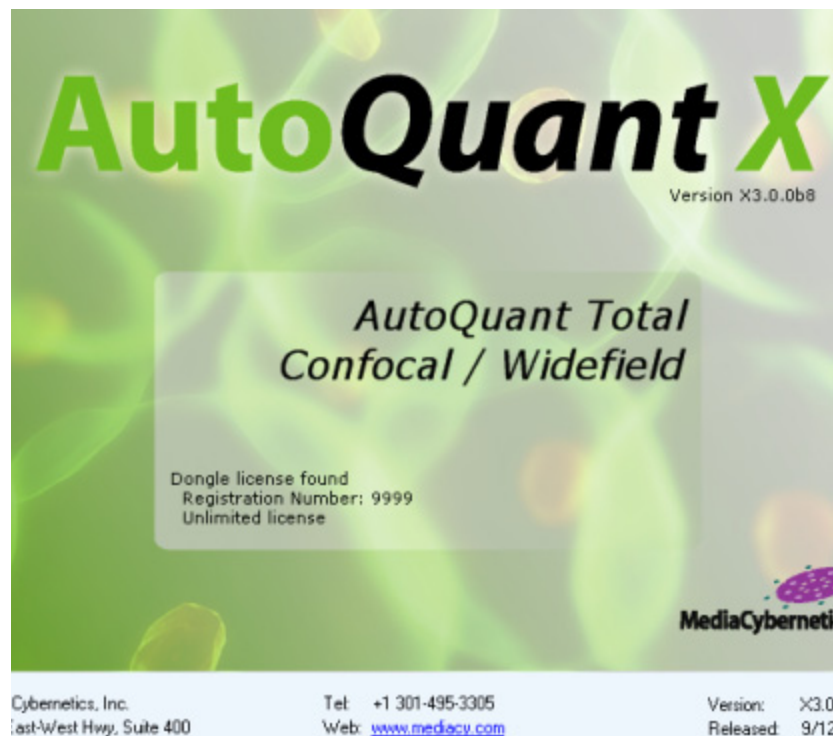 AutoQuant X
Version X3.0.0b8
AutoQuant Total
Confocal / Widefield
Dongle license found
Registration Number: 9999
Unlimited license
MediaCyberneti
Cybernetics, Inc.
East-West Hwy, Suite 400
Tel: +1 301-495-3305
Web: www.mediacy.com
Version: X3.0
Released: 9/12